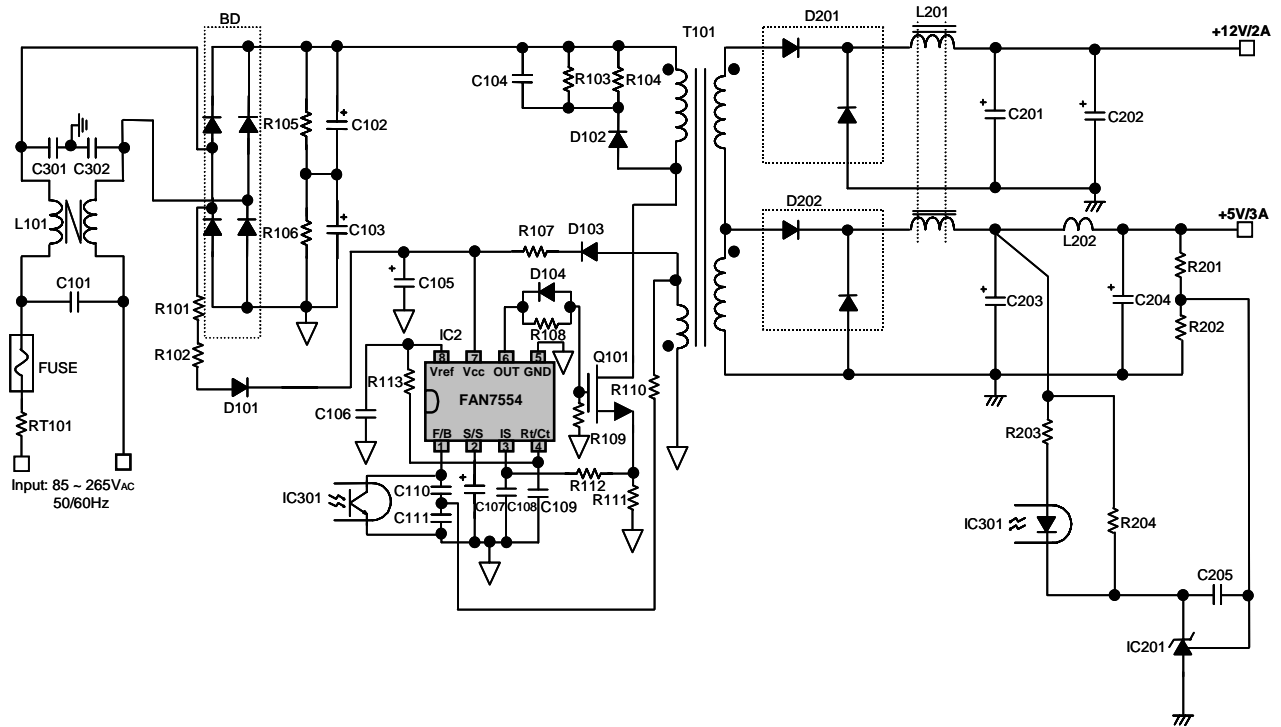 BD
T101
D201
L201
+12V/2A
C104
R103
R104
R105
C102
D102
C201
C202
C301
C302
L101
D202
+5V/3A
R106
C103
R107
D103
L202
C101
C105
D104
R201
R101
C203
C204
R202
R102
IC2
R108
Q101
FUSE
8
7
6
5
Vref
Vcc
OUT
GND
R113
R110
D101
FAN7554
C106
RT101
F/B
S/S
IS
Rt/Ct
1
2
3
4
R109
R203
Input: 85 ~ 265VAC
50/60Hz
IC301
C110
C111
C107
C108
C109
R112
R111
IC301
R204
C205
IC201